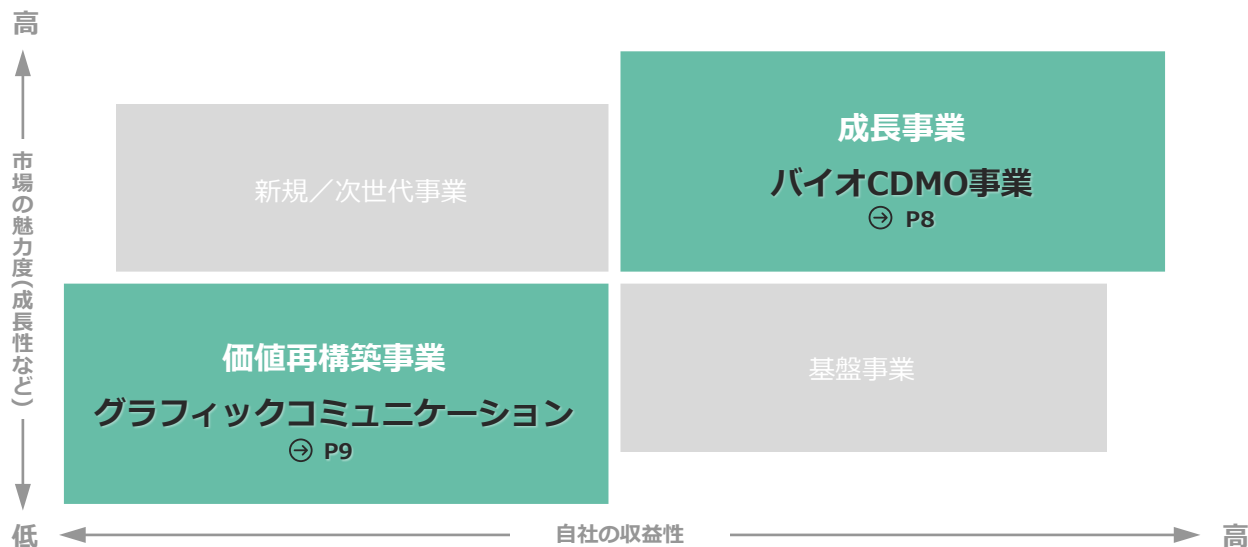 高
市場の魅力度(成長性など)
新規／次世代事業
成長事業
バイオCDMO事業
P8
価値再構築事業
グラフィックコミュニケーション
P9
基盤事業
低
自社の収益性
高